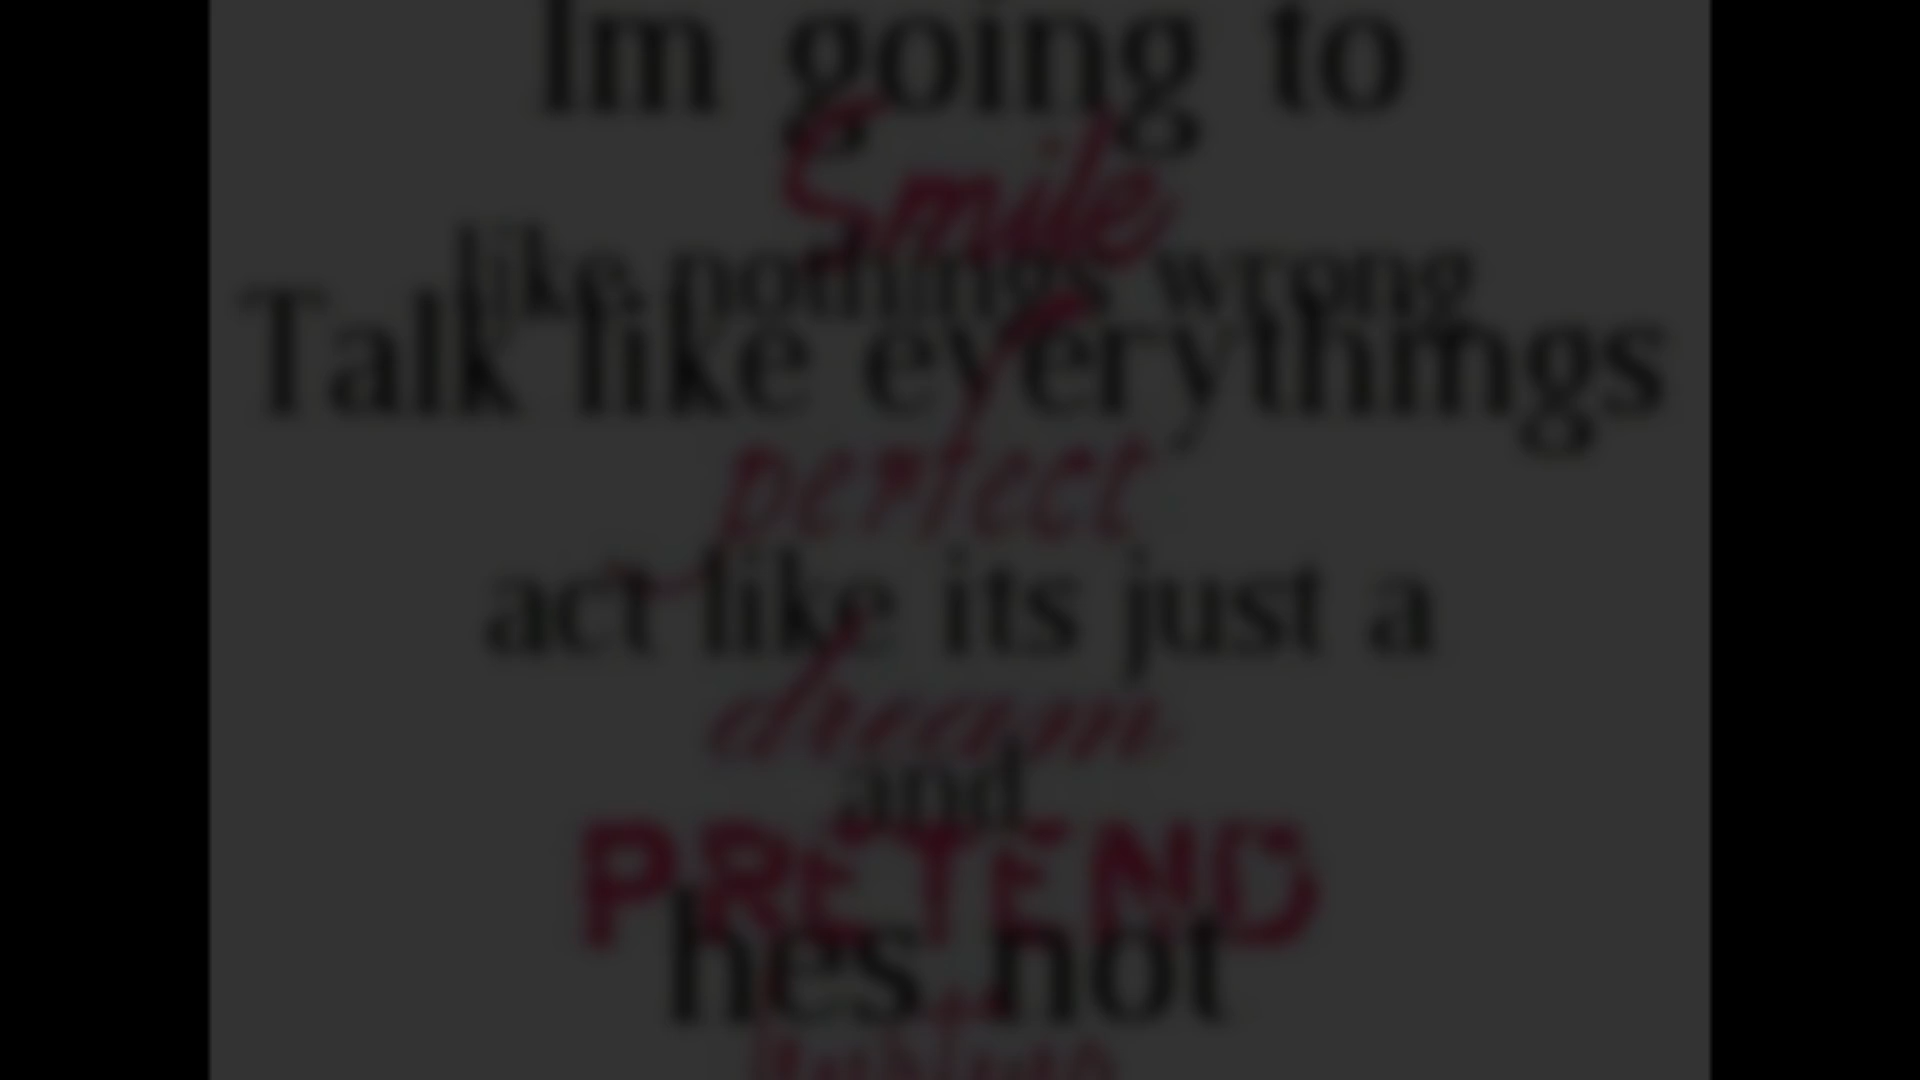 Im going to
Smile
like nothings wrong
Talk like everythings
perfect
act like its just a
dream
and
PRETEND
hes not